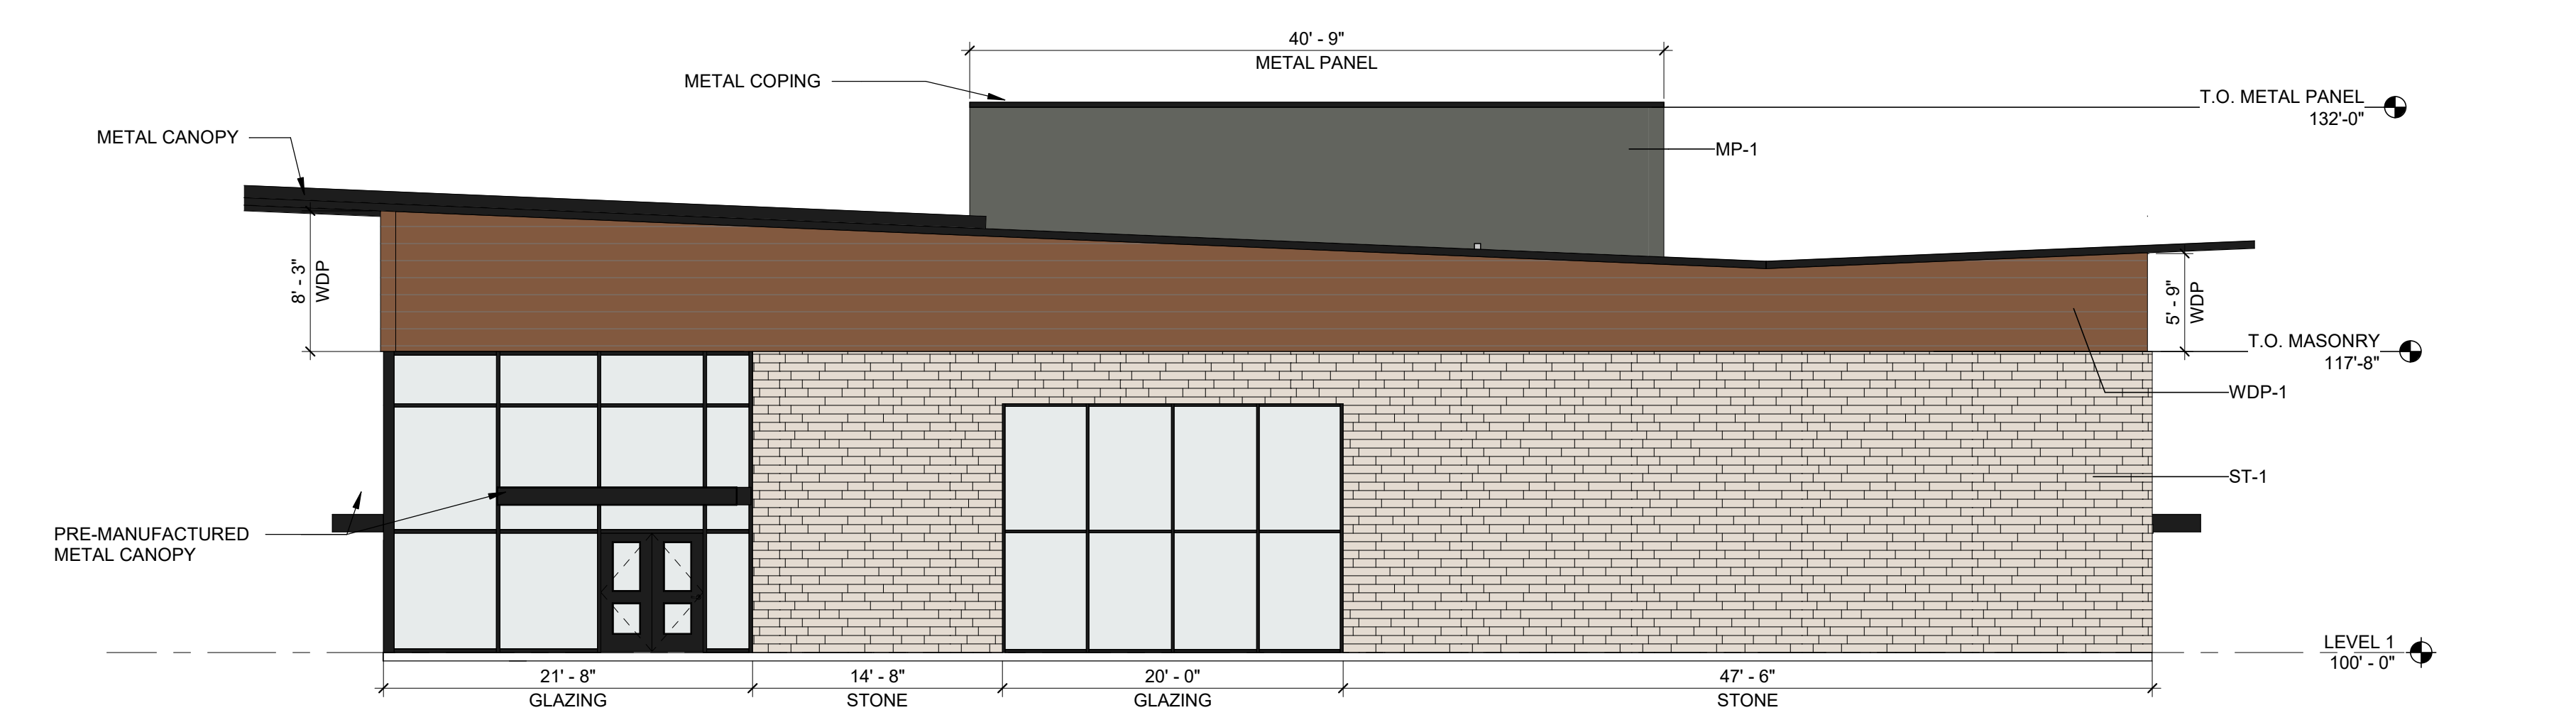 40' - 9"
METAL PANEL
METAL COPING
T.O. METAL PANEL
132'-0"
METAL CANOPY
MP-1
8' - 3"
WDP
5' - 9"
WDP
T.O. MASONRY
117'-8"
WDP-1
ST-1
PRE-MANUFACTURED
METAL CANOPY
LEVEL 1
100' - 0"
21' - 8"
GLAZING
14' - 8"
STONE
20' - 0"
GLAZING
47' - 6"
STONE